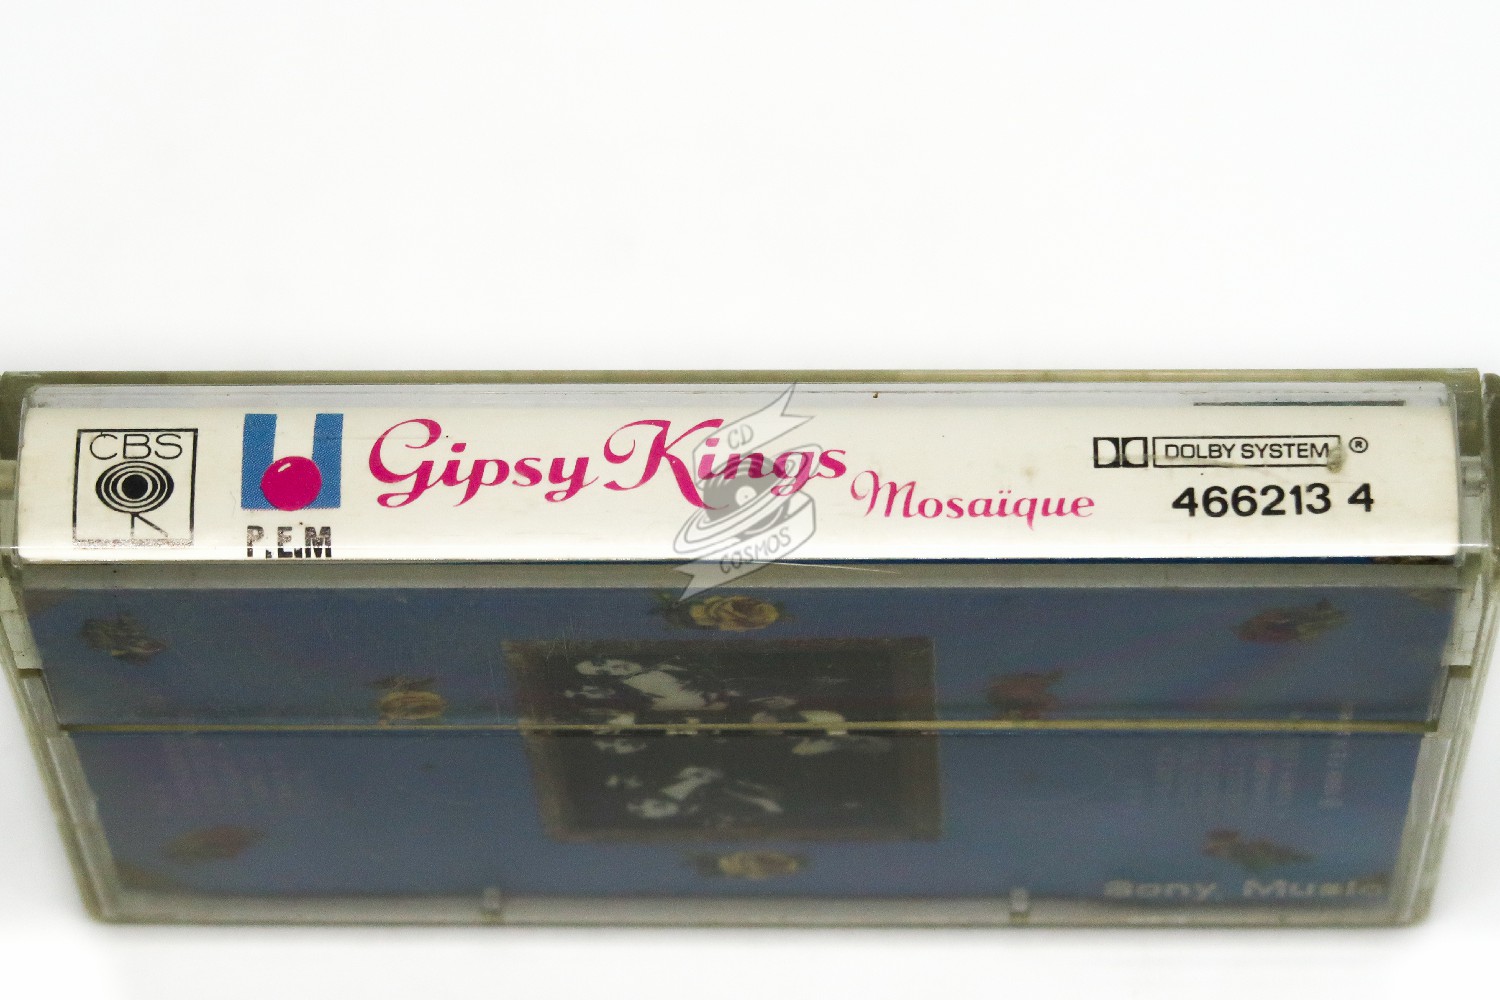 CBS
P.E.M
Gipsy Kings
Mosaïque
DOLBY SYSTEM ®
466213 4
CD
COSMOS
Sony Music